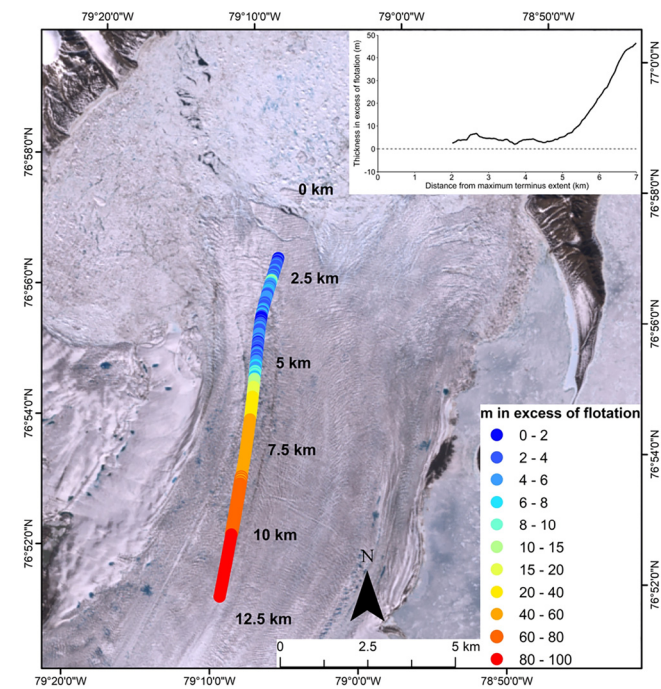 79°20'0"W 79°10'0"W 79°0'0"W 78°50'0"W
50
40
30
20
10
0
-10
Thickness in excess of flotation (m)
0 1 2 3 4 5 6 7
Distance from maximum terminus extent (km)
77°0'0"N
76°58'0"N
76°58'0"N
0 km
2.5 km
76°56'0"N
76°56'0"N
5 km
76°54'0"N
76°54'0"N
7.5 km
10 km
76°52'0"N
76°52'0"N
12.5 km
m in excess of flotation
0 - 2
2 - 4
4 - 6
6 - 8
8 - 10
10 - 15
15 - 20
20 - 40
40 - 60
60 - 80
80 - 100
N
0 2.5 5 km
79°20'0"W 79°10'0"W 79°0'0"W 78°50'0"W